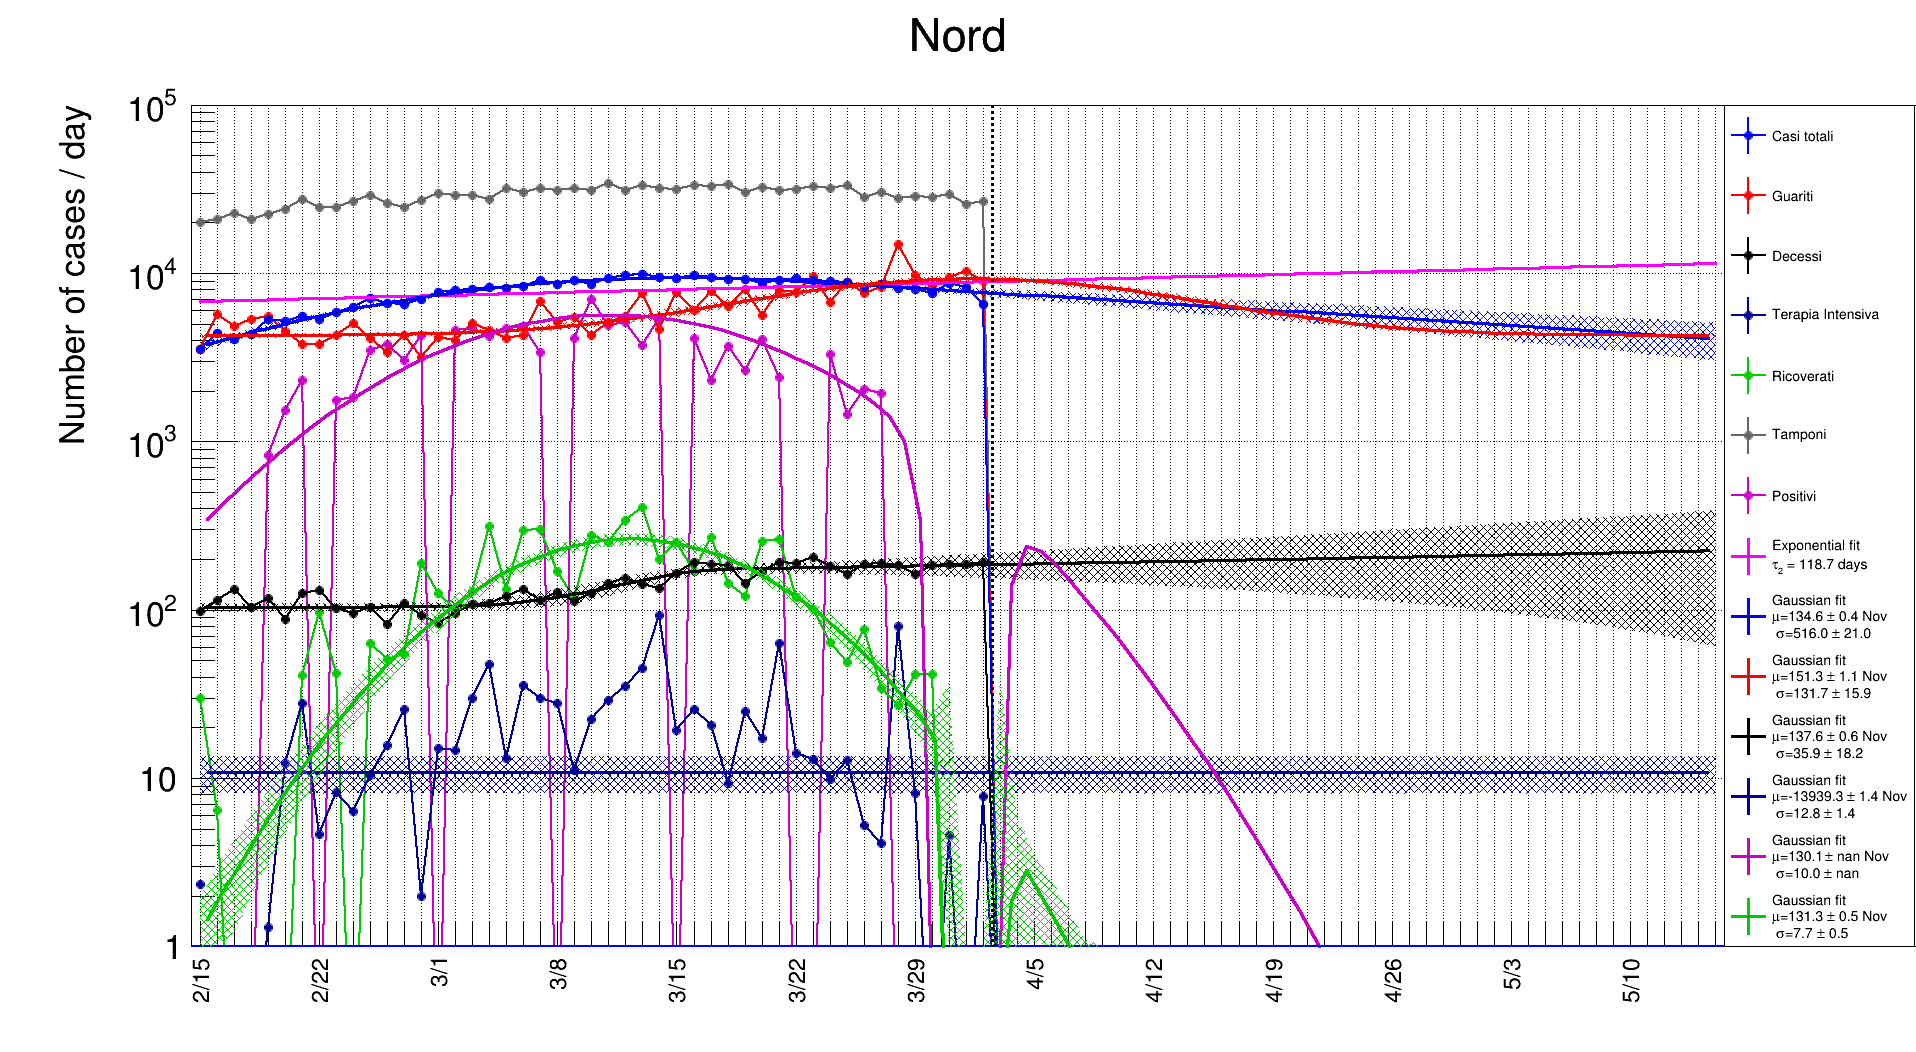 Nord
Number of cases / day
10^5
10^4
10^3
10^2
10
1
2/15
2/22
3/1
3/8
3/15
3/22
3/29
4/5
4/12
4/19
4/26
5/3
5/10
Casi totali
Guariti
Decessi
Terapia Intensiva
Ricoverati
Tamponi
Positivi
Exponential fit
τ₂ = 118.7 days
Gaussian fit
μ=134.6 ± 0.4 Nov
σ=516.0 ± 21.0
Gaussian fit
μ=151.3 ± 1.1 Nov
σ=131.7 ± 15.9
Gaussian fit
μ=137.6 ± 0.6 Nov
σ=35.9 ± 18.2
Gaussian fit
μ=-13939.3 ± 1.4 Nov
σ=12.8 ± 1.4
Gaussian fit
μ=130.1 ± nan Nov
σ=10.0 ± nan
Gaussian fit
μ=131.3 ± 0.5 Nov
σ=7.7 ± 0.5